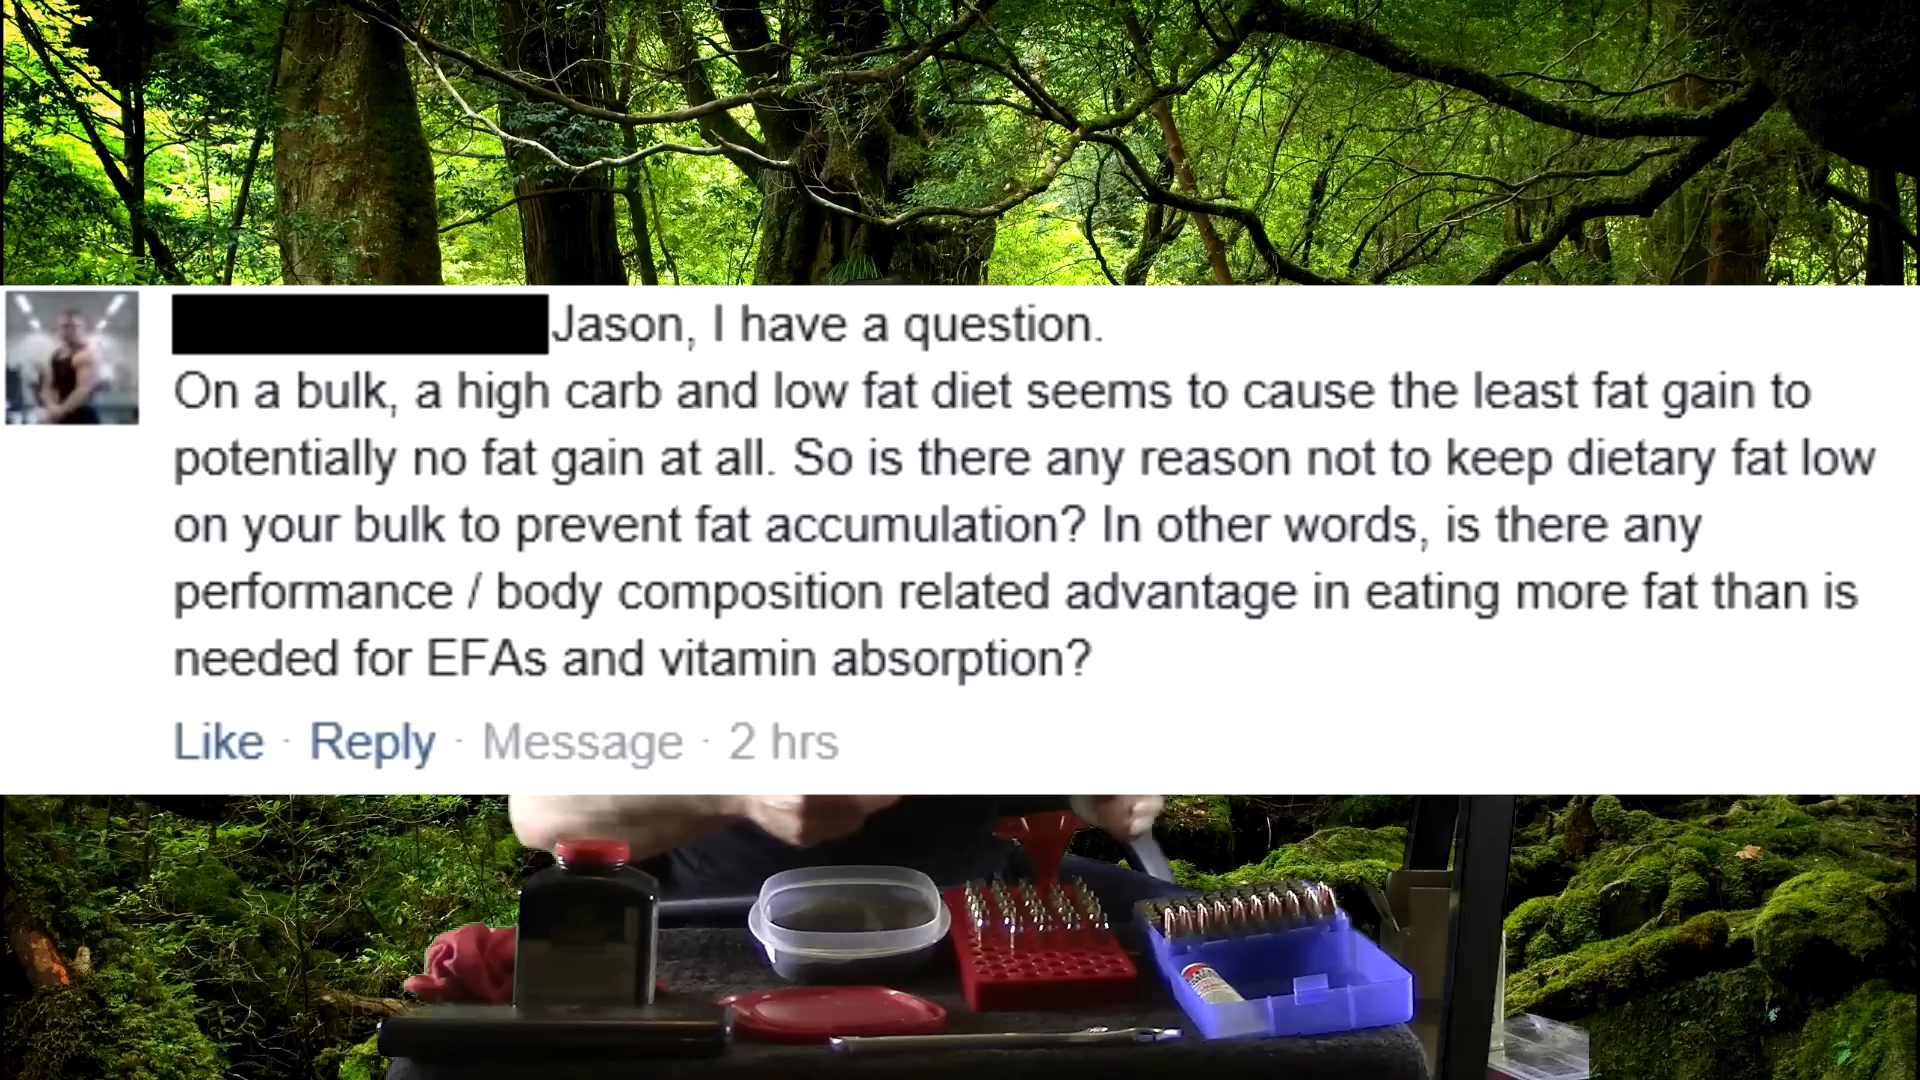 Jason, I have a question.
On a bulk, a high carb and low fat diet seems to cause the least fat gain to
potentially no fat gain at all. So is there any reason not to keep dietary fat low
on your bulk to prevent fat accumulation? In other words, is there any
performance / body composition related advantage in eating more fat than is
needed for EFAs and vitamin absorption?
Like · Reply · Message · 2 hrs